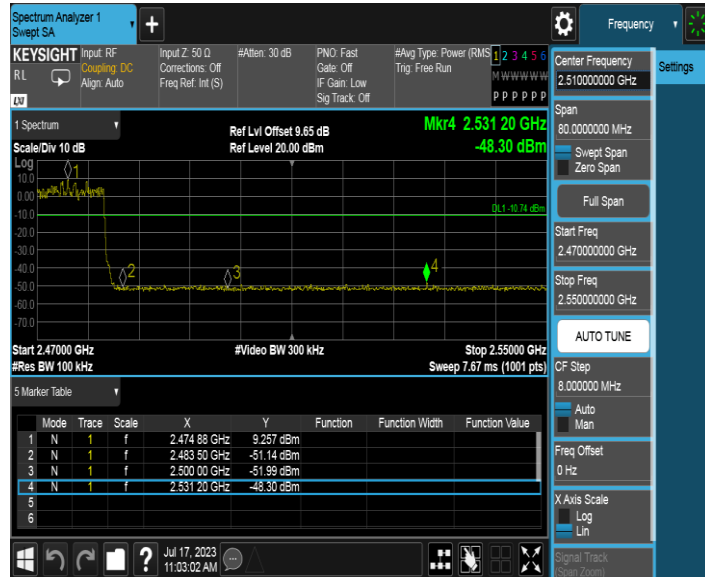 Spectrum Analyzer 1
Swept SA
+
Frequency
KEYSIGHT
RL
LXI
Input: RF
Coupling: DC
Align: Auto
Input Z: 50 Ω
Corrections: Off
Freq Ref: Int (S)
#Atten: 30 dB
PNO: Fast
Gate: Off
IF Gain: Low
Sig Track: Off
#Avg Type: Power (RMS
Trig: Free Run
1 2 3 4 5 6
M W W W W W
P P P P P P
1 Spectrum
Scale/Div 10 dB
Ref Lvl Offset 9.65 dB
Ref Level 20.00 dBm
Mkr4 2.531 20 GHz
-48.30 dBm
Log
10.0
0.00
-10.0
-20.0
-30.0
-40.0
-50.0
-60.0
-70.0
1
2
3
4
DL1 -10.74 dBm
Start 2.47000 GHz
#Res BW 100 kHz
#Video BW 300 kHz
Stop 2.55000 GHz
Sweep 7.67 ms (1001 pts)
5 Marker Table
Mode Trace Scale X Y Function Function Width Function Value
1 N 1 f 2.474 88 GHz 9.257 dBm
2 N 1 f 2.483 50 GHz -51.14 dBm
3 N 1 f 2.500 00 GHz -51.99 dBm
4 N 1 f 2.531 20 GHz -48.30 dBm
5
6
?
Jul 17, 2023
11:03:02 AM
Settings
Center Frequency
2.510000000 GHz
Span
80.0000000 MHz
Swept Span
Zero Span
Full Span
Start Freq
2.470000000 GHz
Stop Freq
2.550000000 GHz
AUTO TUNE
CF Step
8.000000 MHz
Auto
Man
Freq Offset
0 Hz
X Axis Scale
Log
Lin
Signal Track
(Span Zoom)